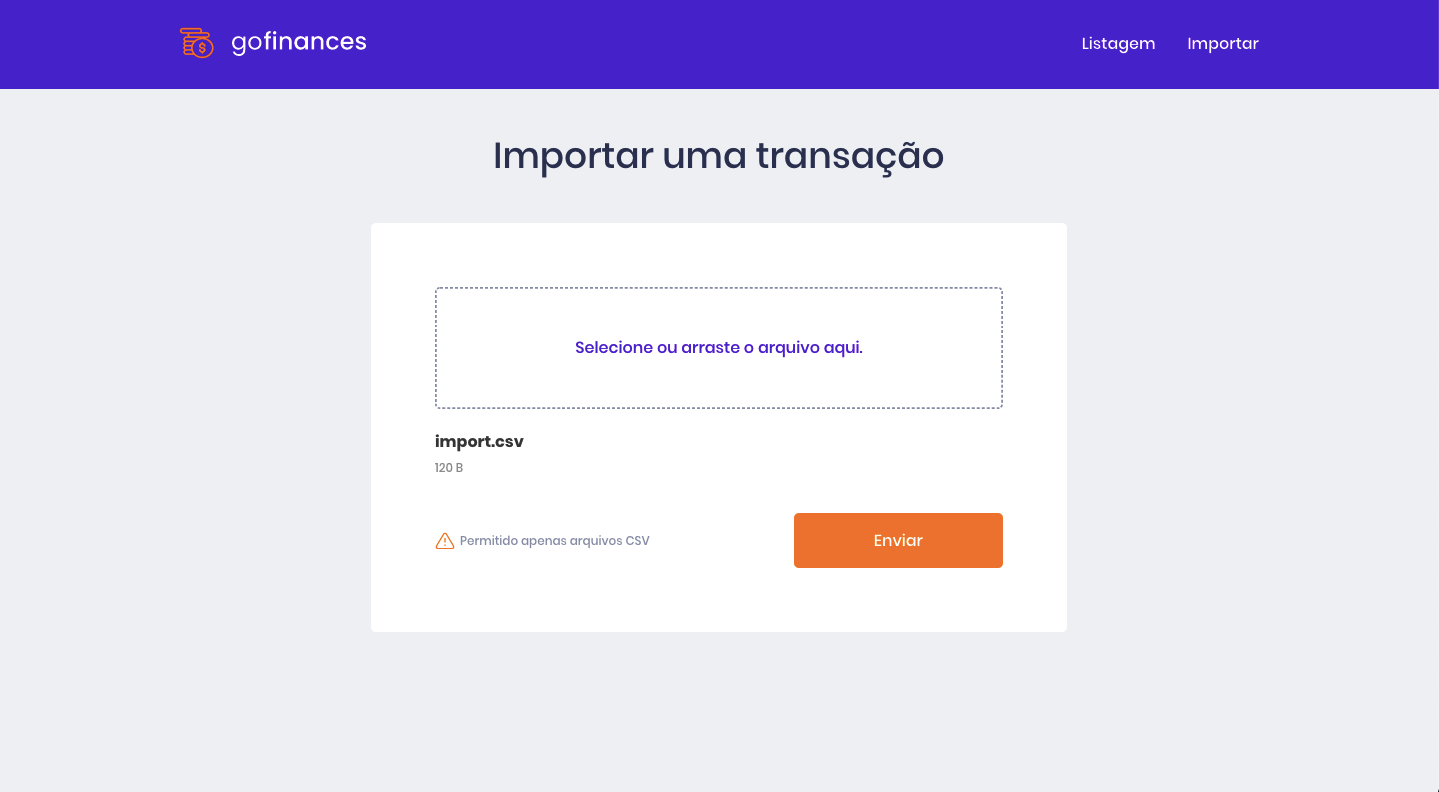 gofinances
Listagem
Importar
Importar uma transação
Selecione ou arraste o arquivo aqui.
import.csv
120 B
Permitido apenas arquivos CSV
Enviar